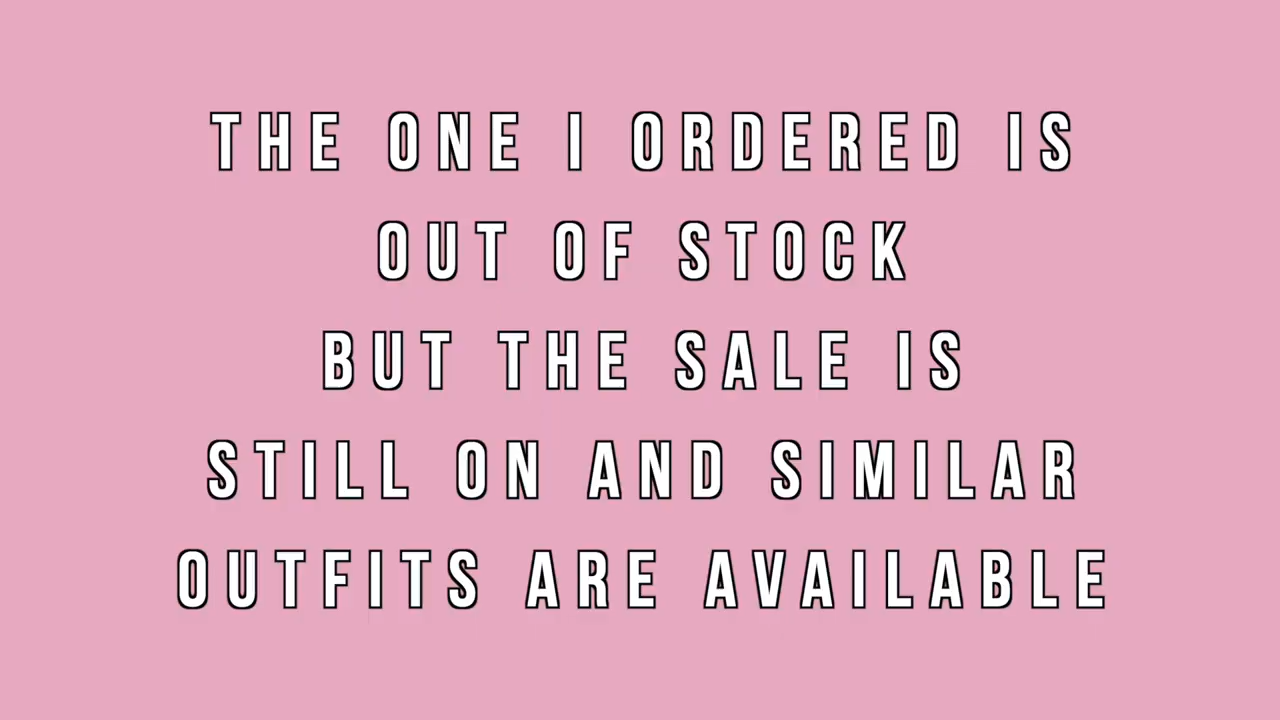 THE ONE I ORDERED IS
OUT OF STOCK
BUT THE SALE IS
STILL ON AND SIMILAR
OUTFITS ARE AVAILABLE